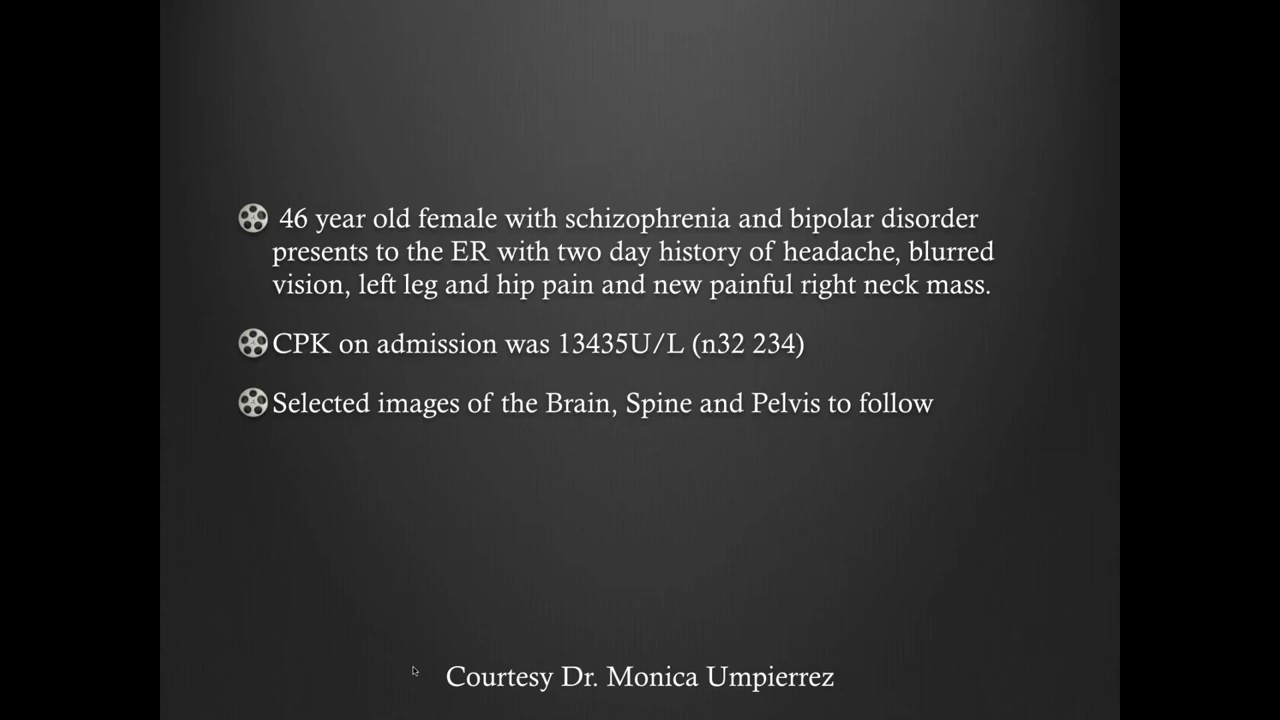 46 year old female with schizophrenia and bipolar disorder
presents to the ER with two day history of headache, blurred
vision, left leg and hip pain and new painful right neck mass.
CPK on admission was 13435U/L (n32 234)
Selected images of the Brain, Spine and Pelvis to follow
Courtesy Dr. Monica Umpierrez